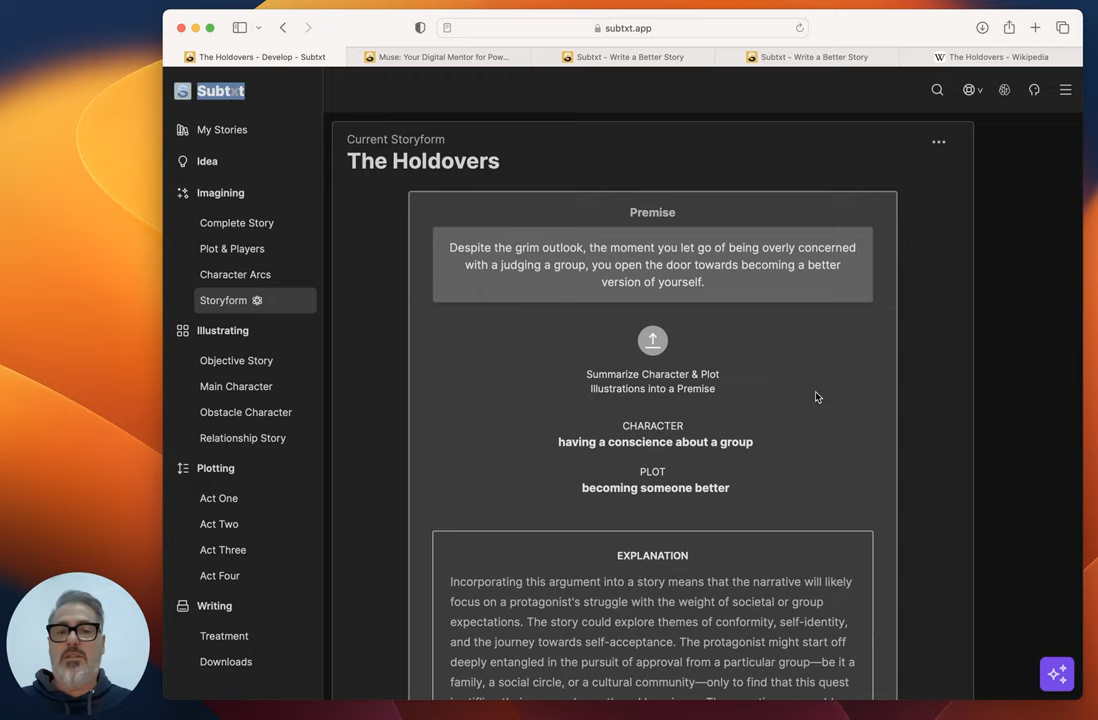 subtxt.app
The Holdovers - Develop - Subtxt
Muse: Your Digital Mentor for Pow...
Subtxt - Write a Better Story
Subtxt - Write a Better Story
The Holdovers - Wikipedia
Subtxt
My Stories
Idea
Imagining
Complete Story
Plot & Players
Character Arcs
Storyform
Illustrating
Objective Story
Main Character
Obstacle Character
Relationship Story
Plotting
Act One
Act Two
Act Three
Act Four
Writing
Treatment
Downloads
Current Storyform
The Holdovers
Premise
Despite the grim outlook, the moment you let go of being overly concerned
with a judging a group, you open the door towards becoming a better
version of yourself.
Summarize Character & Plot
Illustrations into a Premise
CHARACTER
having a conscience about a group
PLOT
becoming someone better
EXPLANATION
Incorporating this argument into a story means that the narrative will likely
focus on a protagonist's struggle with the weight of societal or group
expectations. The story could explore themes of conformity, self-identity,
and the journey towards self-acceptance. The protagonist might start off
deeply entangled in the pursuit of approval from a particular group—be it a
family, a social circle, or a cultural community—only to find that this quest